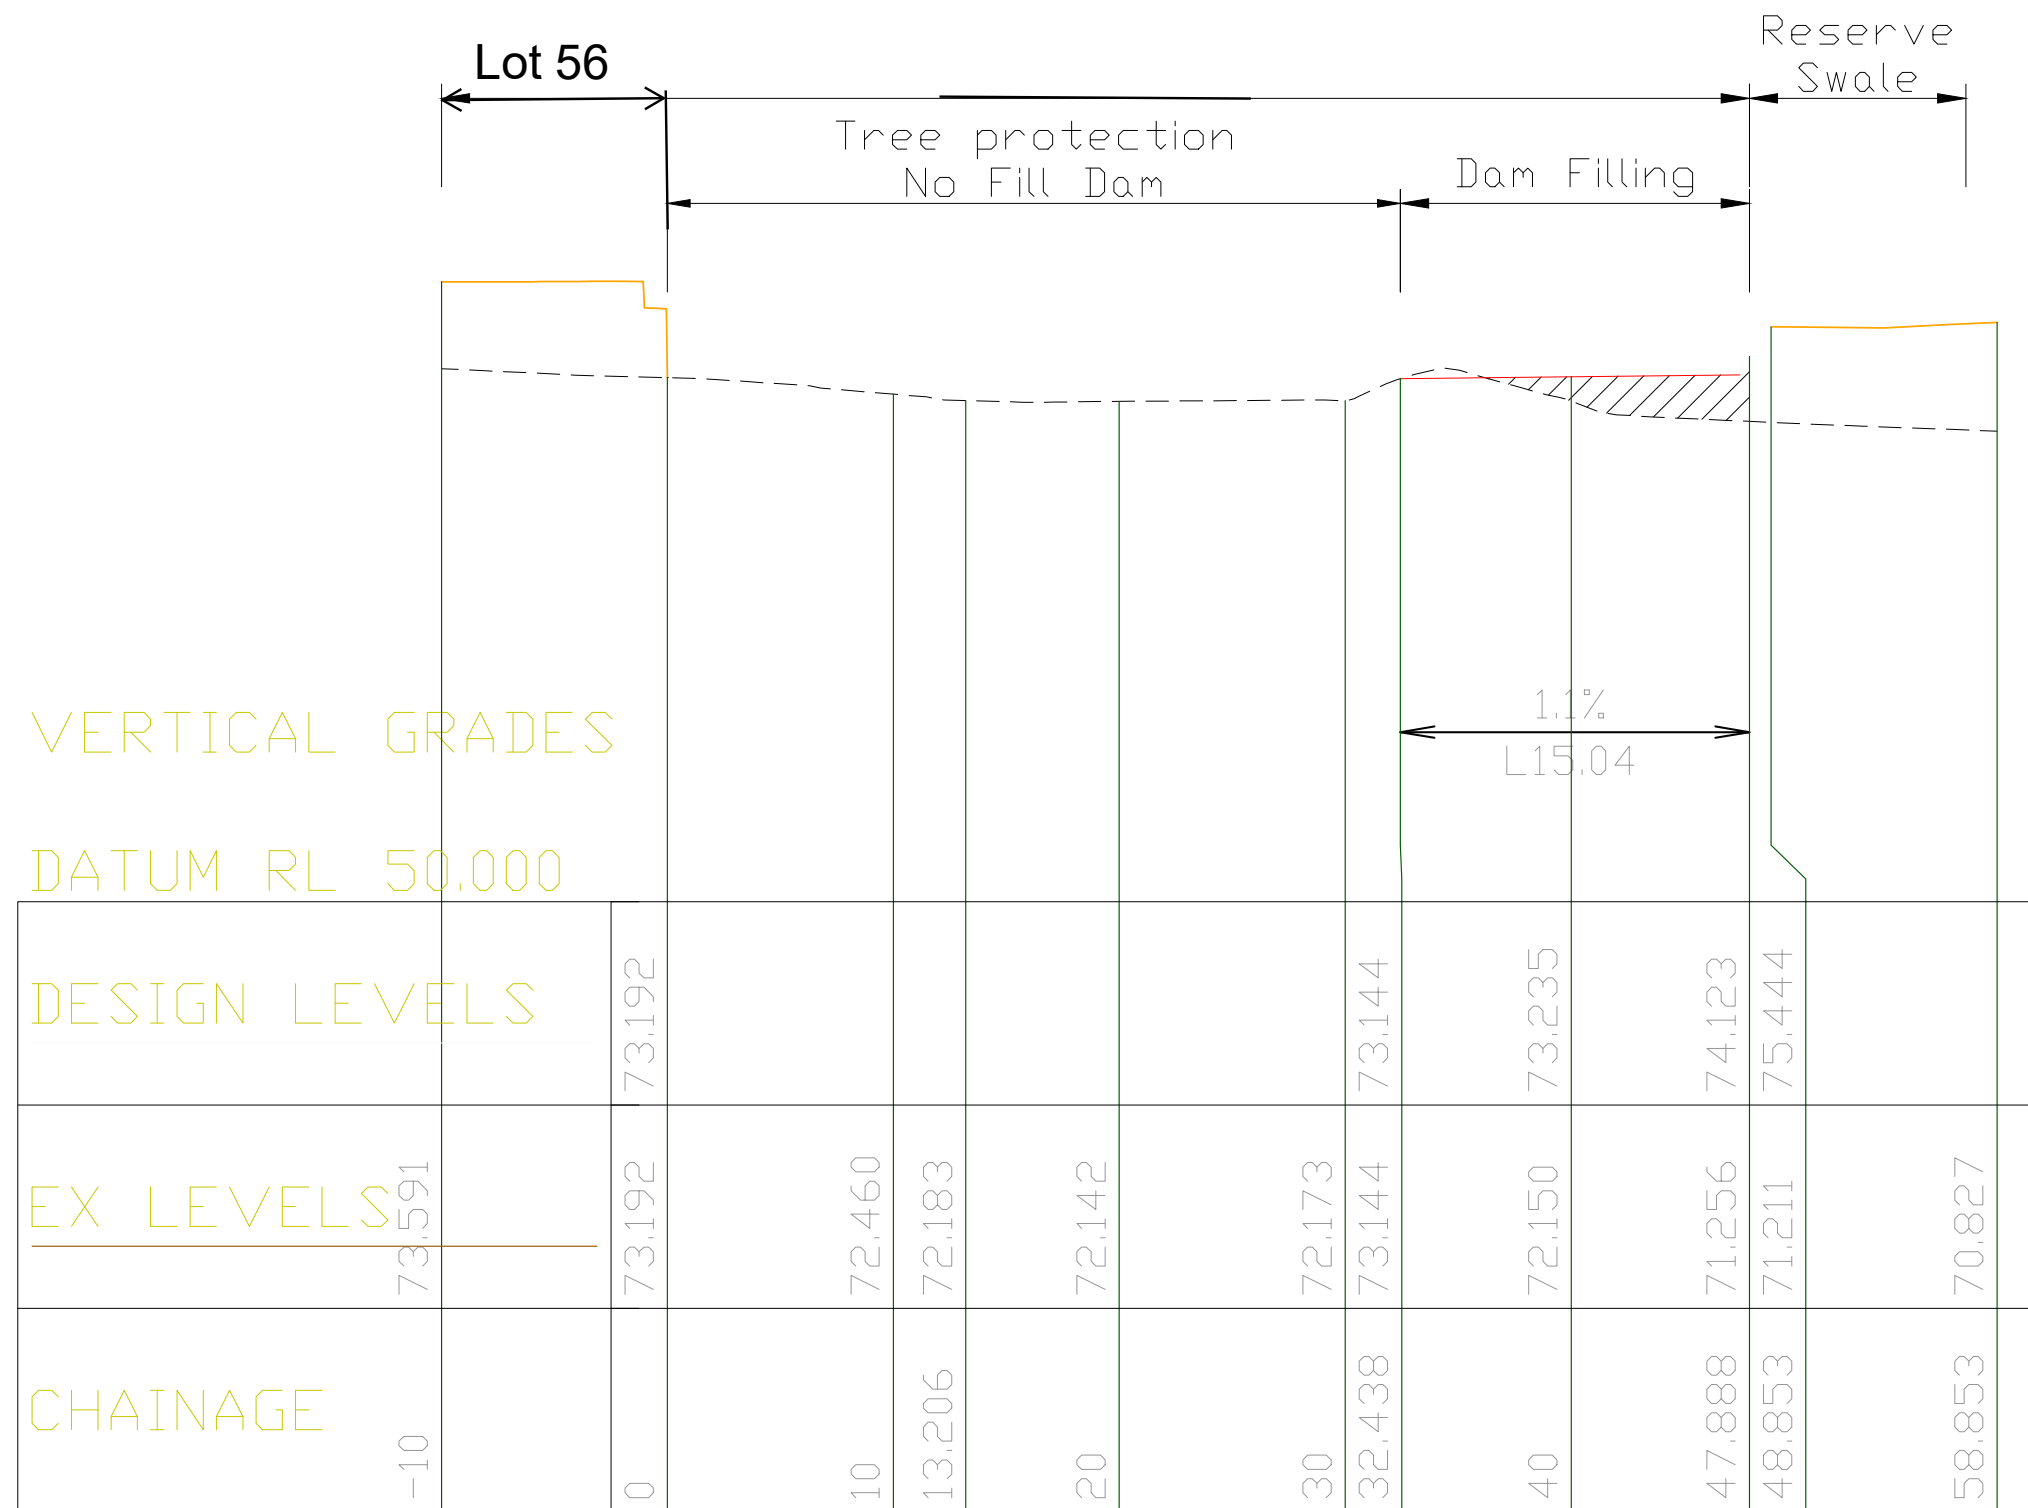 Reserve
Swale
Lot 56
Tree protection
No Fill Dam
Dam Filling
1.1%
L15.04
VERTICAL GRADES
DATUM RL 50.000
DESIGN LEVELS
73.192
73.144
73.235
74.123
75.444
EX LEVELS
73.591
73.192
72.460
72.183
72.142
72.173
73.144
72.150
71.256
71.211
70.827
CHAINAGE
-10
0
10
13.206
20
30
32.438
40
47.888
48.853
58.853